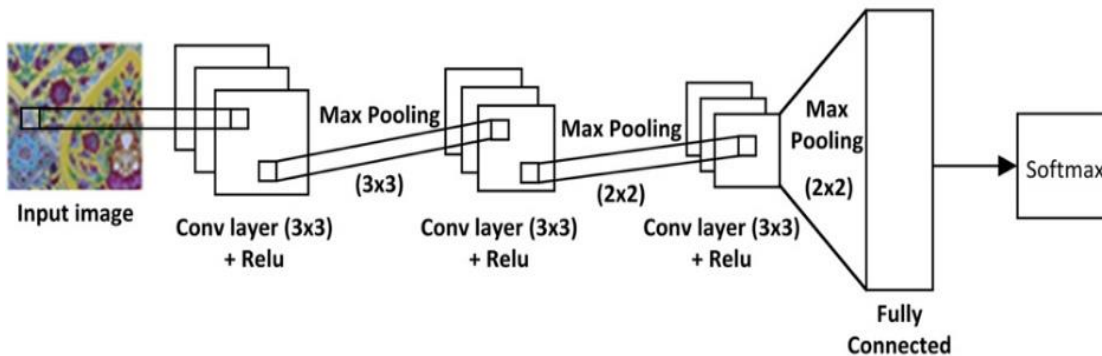 Input image
Conv layer (3x3)
+ Relu
Max Pooling
(3x3)
Conv layer (3x3)
+ Relu
Max Pooling
(2x2)
Conv layer (3x3)
+ Relu
Max
Pooling
(2x2)
Fully
Connected
Softmax